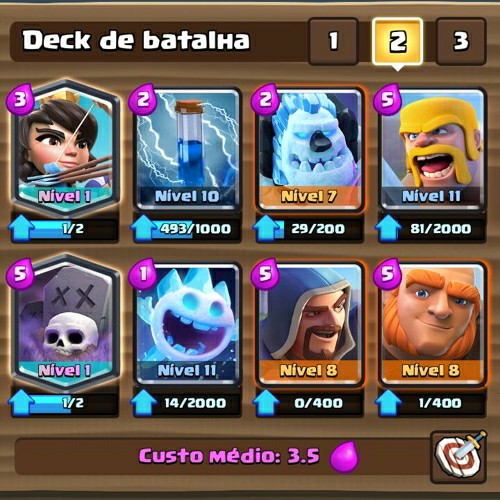 Deck de batalha 1 2 3
3 2 2 5
Nível 1 Nível 10 Nível 7 Nível 11
1/2 493/1000 29/200 81/2000
5 1 5 5
Nível 1 Nível 11 Nível 8 Nível 8
1/2 14/2000 0/400 1/400
Custo Médio: 3.5